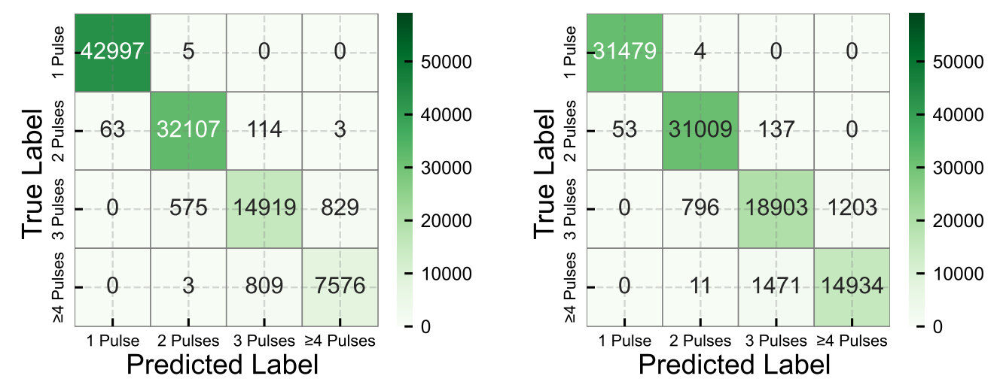 True Label
1 Pulse
2 Pulses
3 Pulses
≥4 Pulses
42997 5 0 0
63 32107 114 3
0 575 14919 829
0 3 809 7576
1 Pulse 2 Pulses 3 Pulses ≥4 Pulses
Predicted Label
50000
40000
30000
20000
10000
0
True Label
1 Pulse
2 Pulses
3 Pulses
≥4 Pulses
31479 4 0 0
53 31009 137 0
0 796 18903 1203
0 11 1471 14934
1 Pulse 2 Pulses 3 Pulses ≥4 Pulses
Predicted Label
50000
40000
30000
20000
10000
0